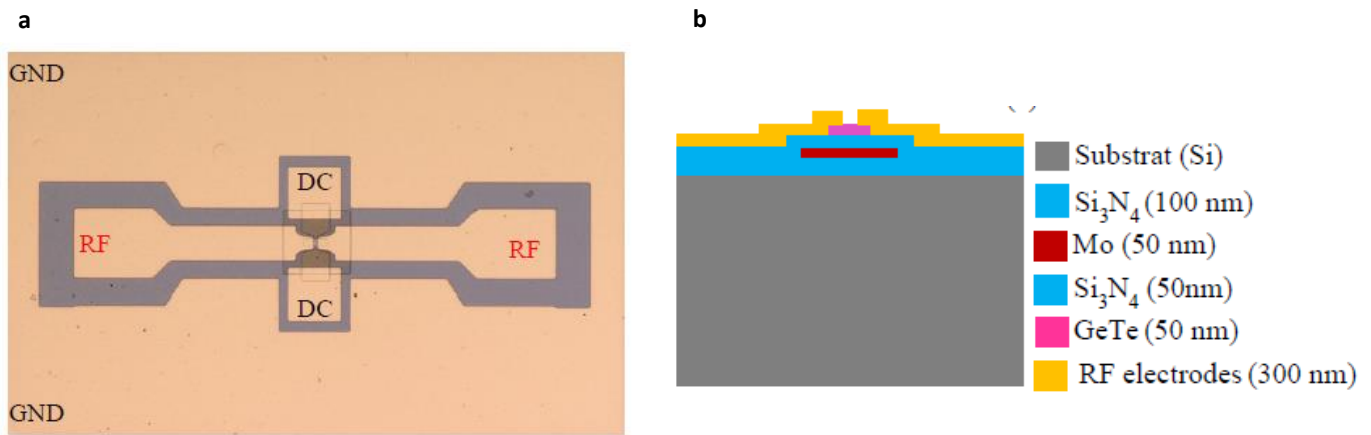 a
b
GND
DC
RF
RF
DC
GND
Substrat (Si)
Si₃N₄ (100 nm)
Mo (50 nm)
Si₃N₄ (50nm)
GeTe (50 nm)
RF electrodes (300 nm)